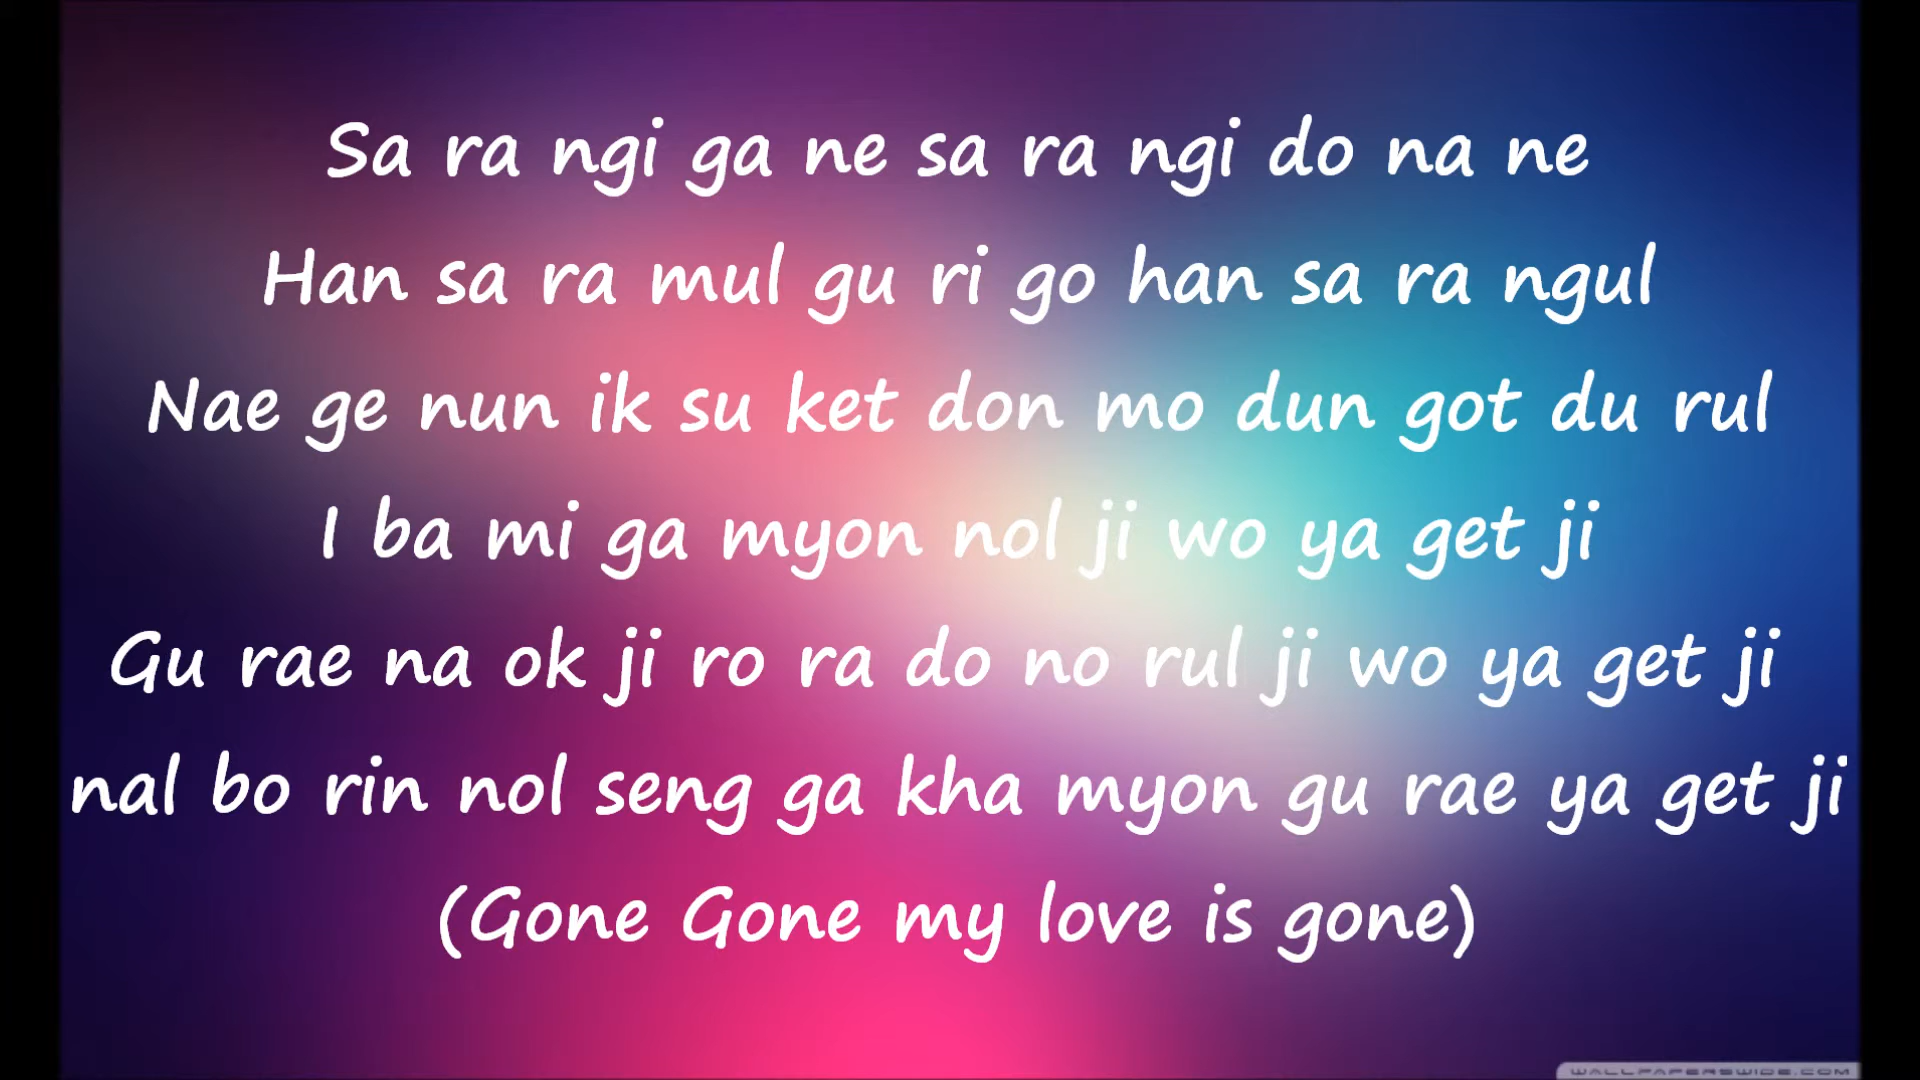 Sa ra ngi ga ne sa ra ngi do na ne
Han sa ra mul gu ri go han sa ra ngul
Nae ge nun ik su ket don mo dun got du rul
I ba mi ga myon nol ji wo ya get ji
Gu rae na ok ji ro ra do no rul ji wo ya get ji
nal bo rin nol seng ga kha myon gu rae ya get ji
(Gone Gone my love is gone)
WALLPAPERSWIDE.COM